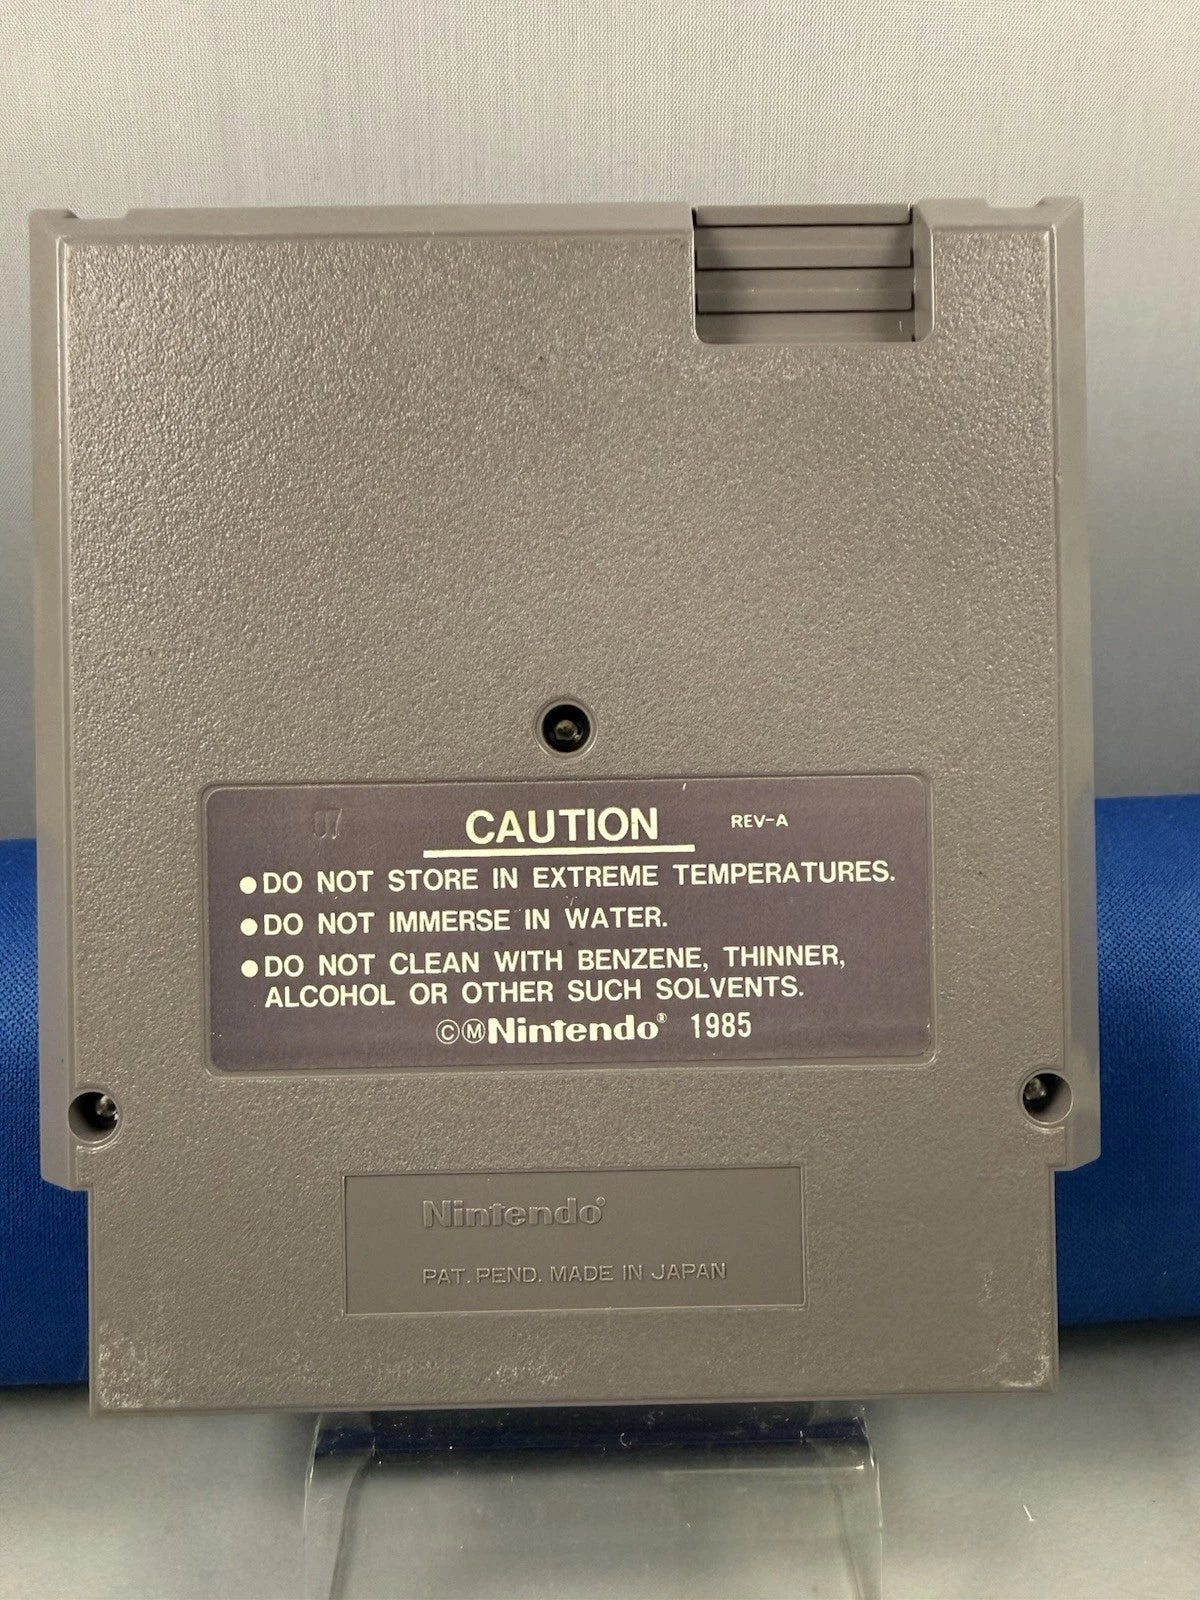 07
CAUTION REV-A
●DO NOT STORE IN EXTREME TEMPERATURES.
●DO NOT IMMERSE IN WATER.
●DO NOT CLEAN WITH BENZENE, THINNER,
ALCOHOL OR OTHER SUCH SOLVENTS.
ⒸⓂNintendo® 1985
Nintendo®
PAT. PEND. MADE IN JAPAN